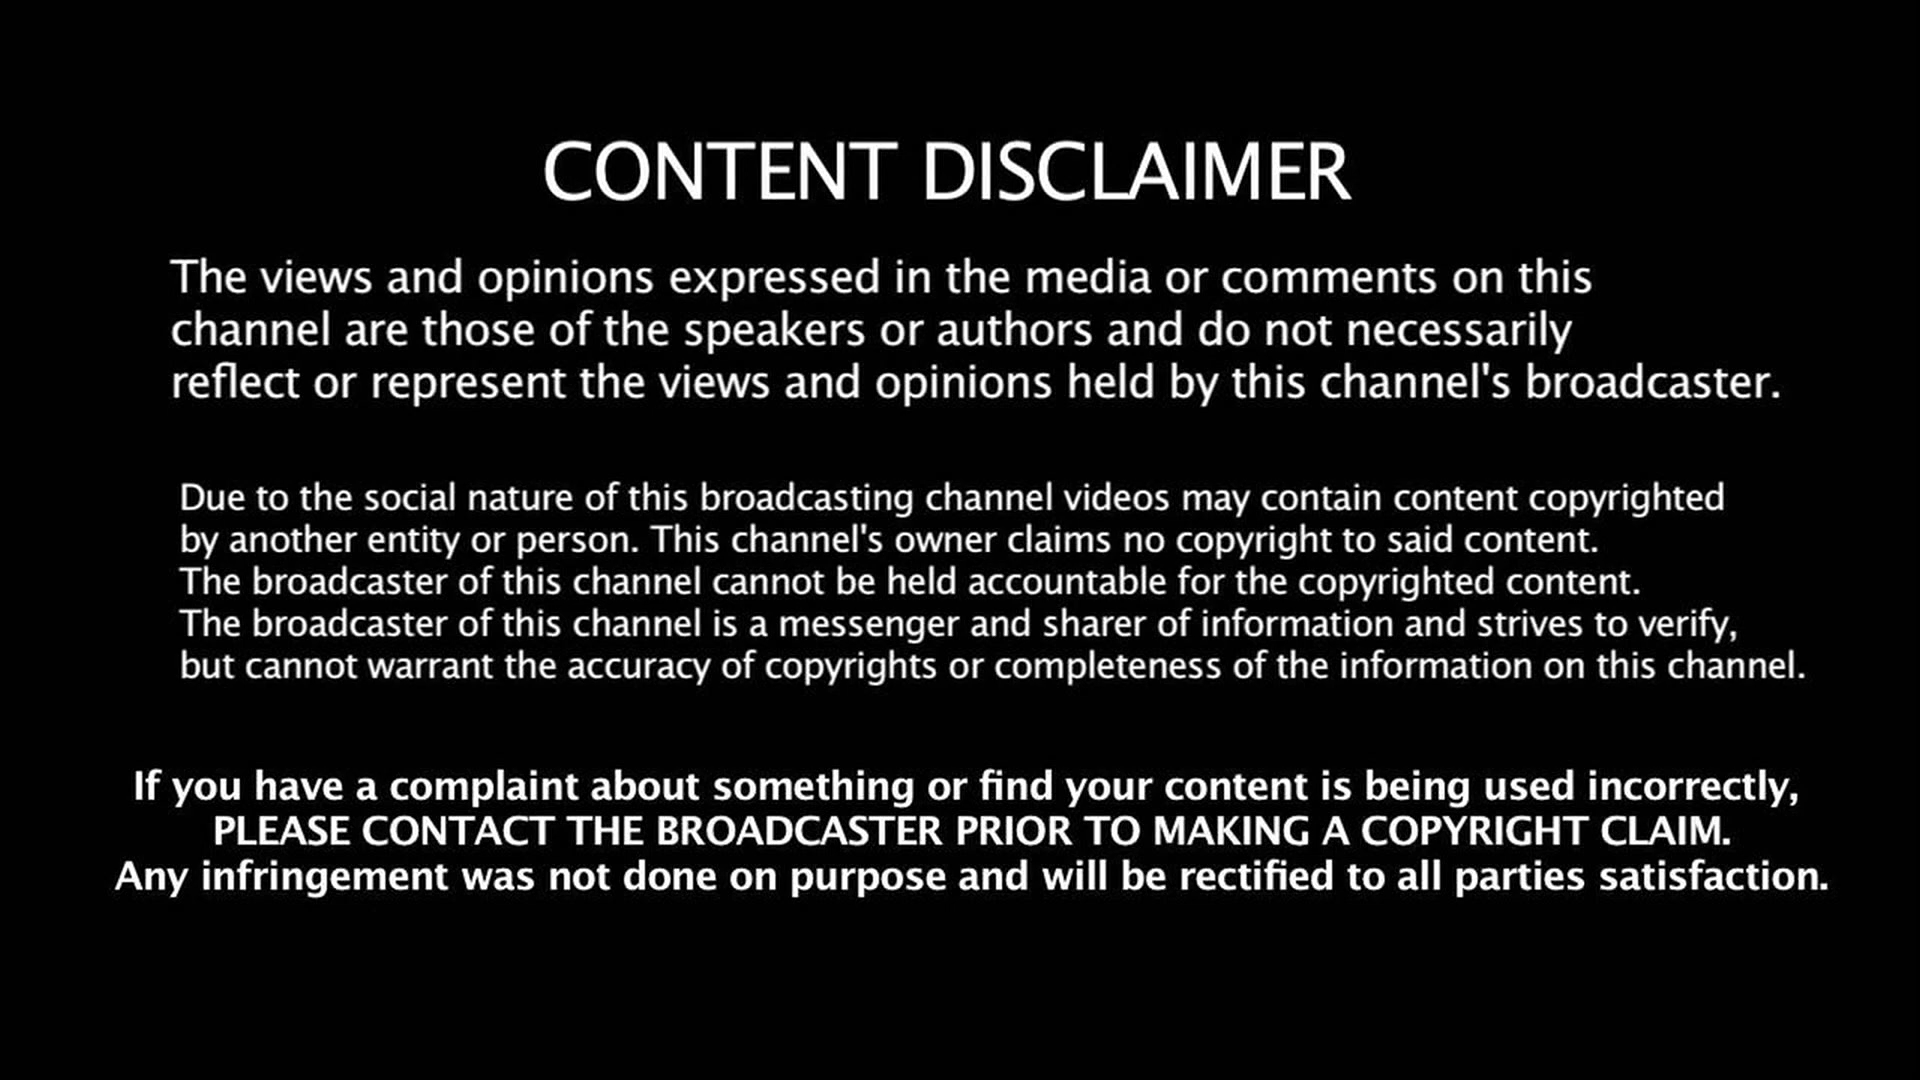 CONTENT DISCLAIMER
The views and opinions expressed in the media or comments on this
channel are those of the speakers or authors and do not necessarily
reflect or represent the views and opinions held by this channel's broadcaster.
Due to the social nature of this broadcasting channel videos may contain content copyrighted
by another entity or person. This channel's owner claims no copyright to said content.
The broadcaster of this channel cannot be held accountable for the copyrighted content.
The broadcaster of this channel is a messenger and sharer of information and strives to verify,
but cannot warrant the accuracy of copyrights or completeness of the information on this channel.
If you have a complaint about something or find your content is being used incorrectly,
PLEASE CONTACT THE BROADCASTER PRIOR TO MAKING A COPYRIGHT CLAIM.
Any infringement was not done on purpose and will be rectified to all parties satisfaction.